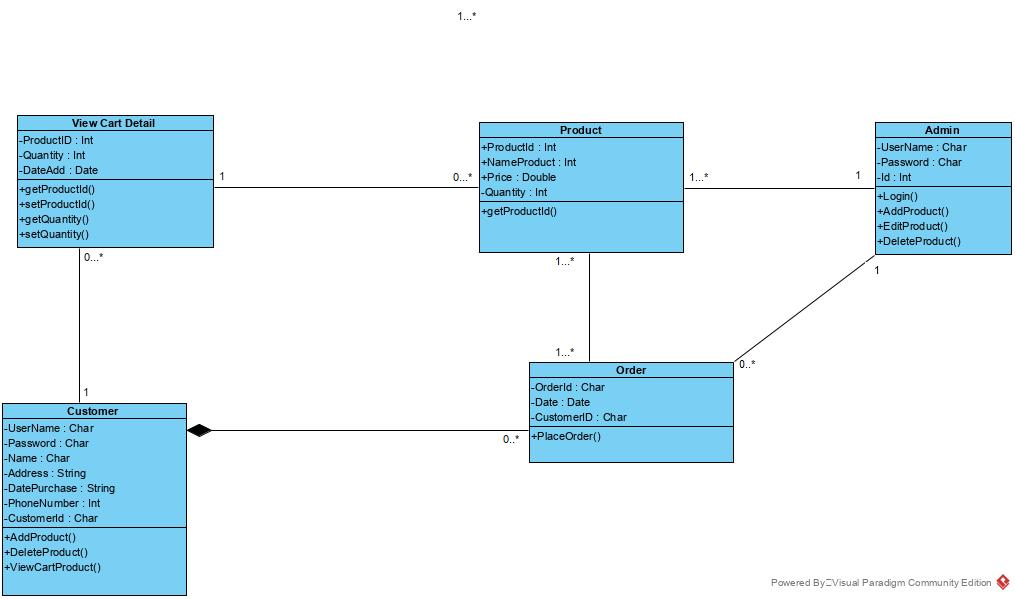 1...*
View Cart Detail
-ProductID : Int
-Quantity : Int
-DateAdd : Date
+getProductId()
+setProductId()
+getQuantity()
+setQuantity()
1
0...*
Product
+ProductId : Int
+NameProduct : Int
+Price : Double
-Quantity : Int
+getProductId()
1...*
1
Admin
-UserName : Char
-Password : Char
-Id : Int
+Login()
+AddProduct()
+EditProduct()
+DeleteProduct()
0...*
1
1...*
1...*
1
0..*
Order
-OrderId : Char
-Date : Date
-CustomerID : Char
+PlaceOrder()
Customer
-UserName : Char
-Password : Char
-Name : Char
-Address : String
-DatePurchase : String
-PhoneNumber : Int
-CustomerId : Char
+AddProduct()
+DeleteProduct()
+ViewCartProduct()
0..*
Powered By Visual Paradigm Community Edition